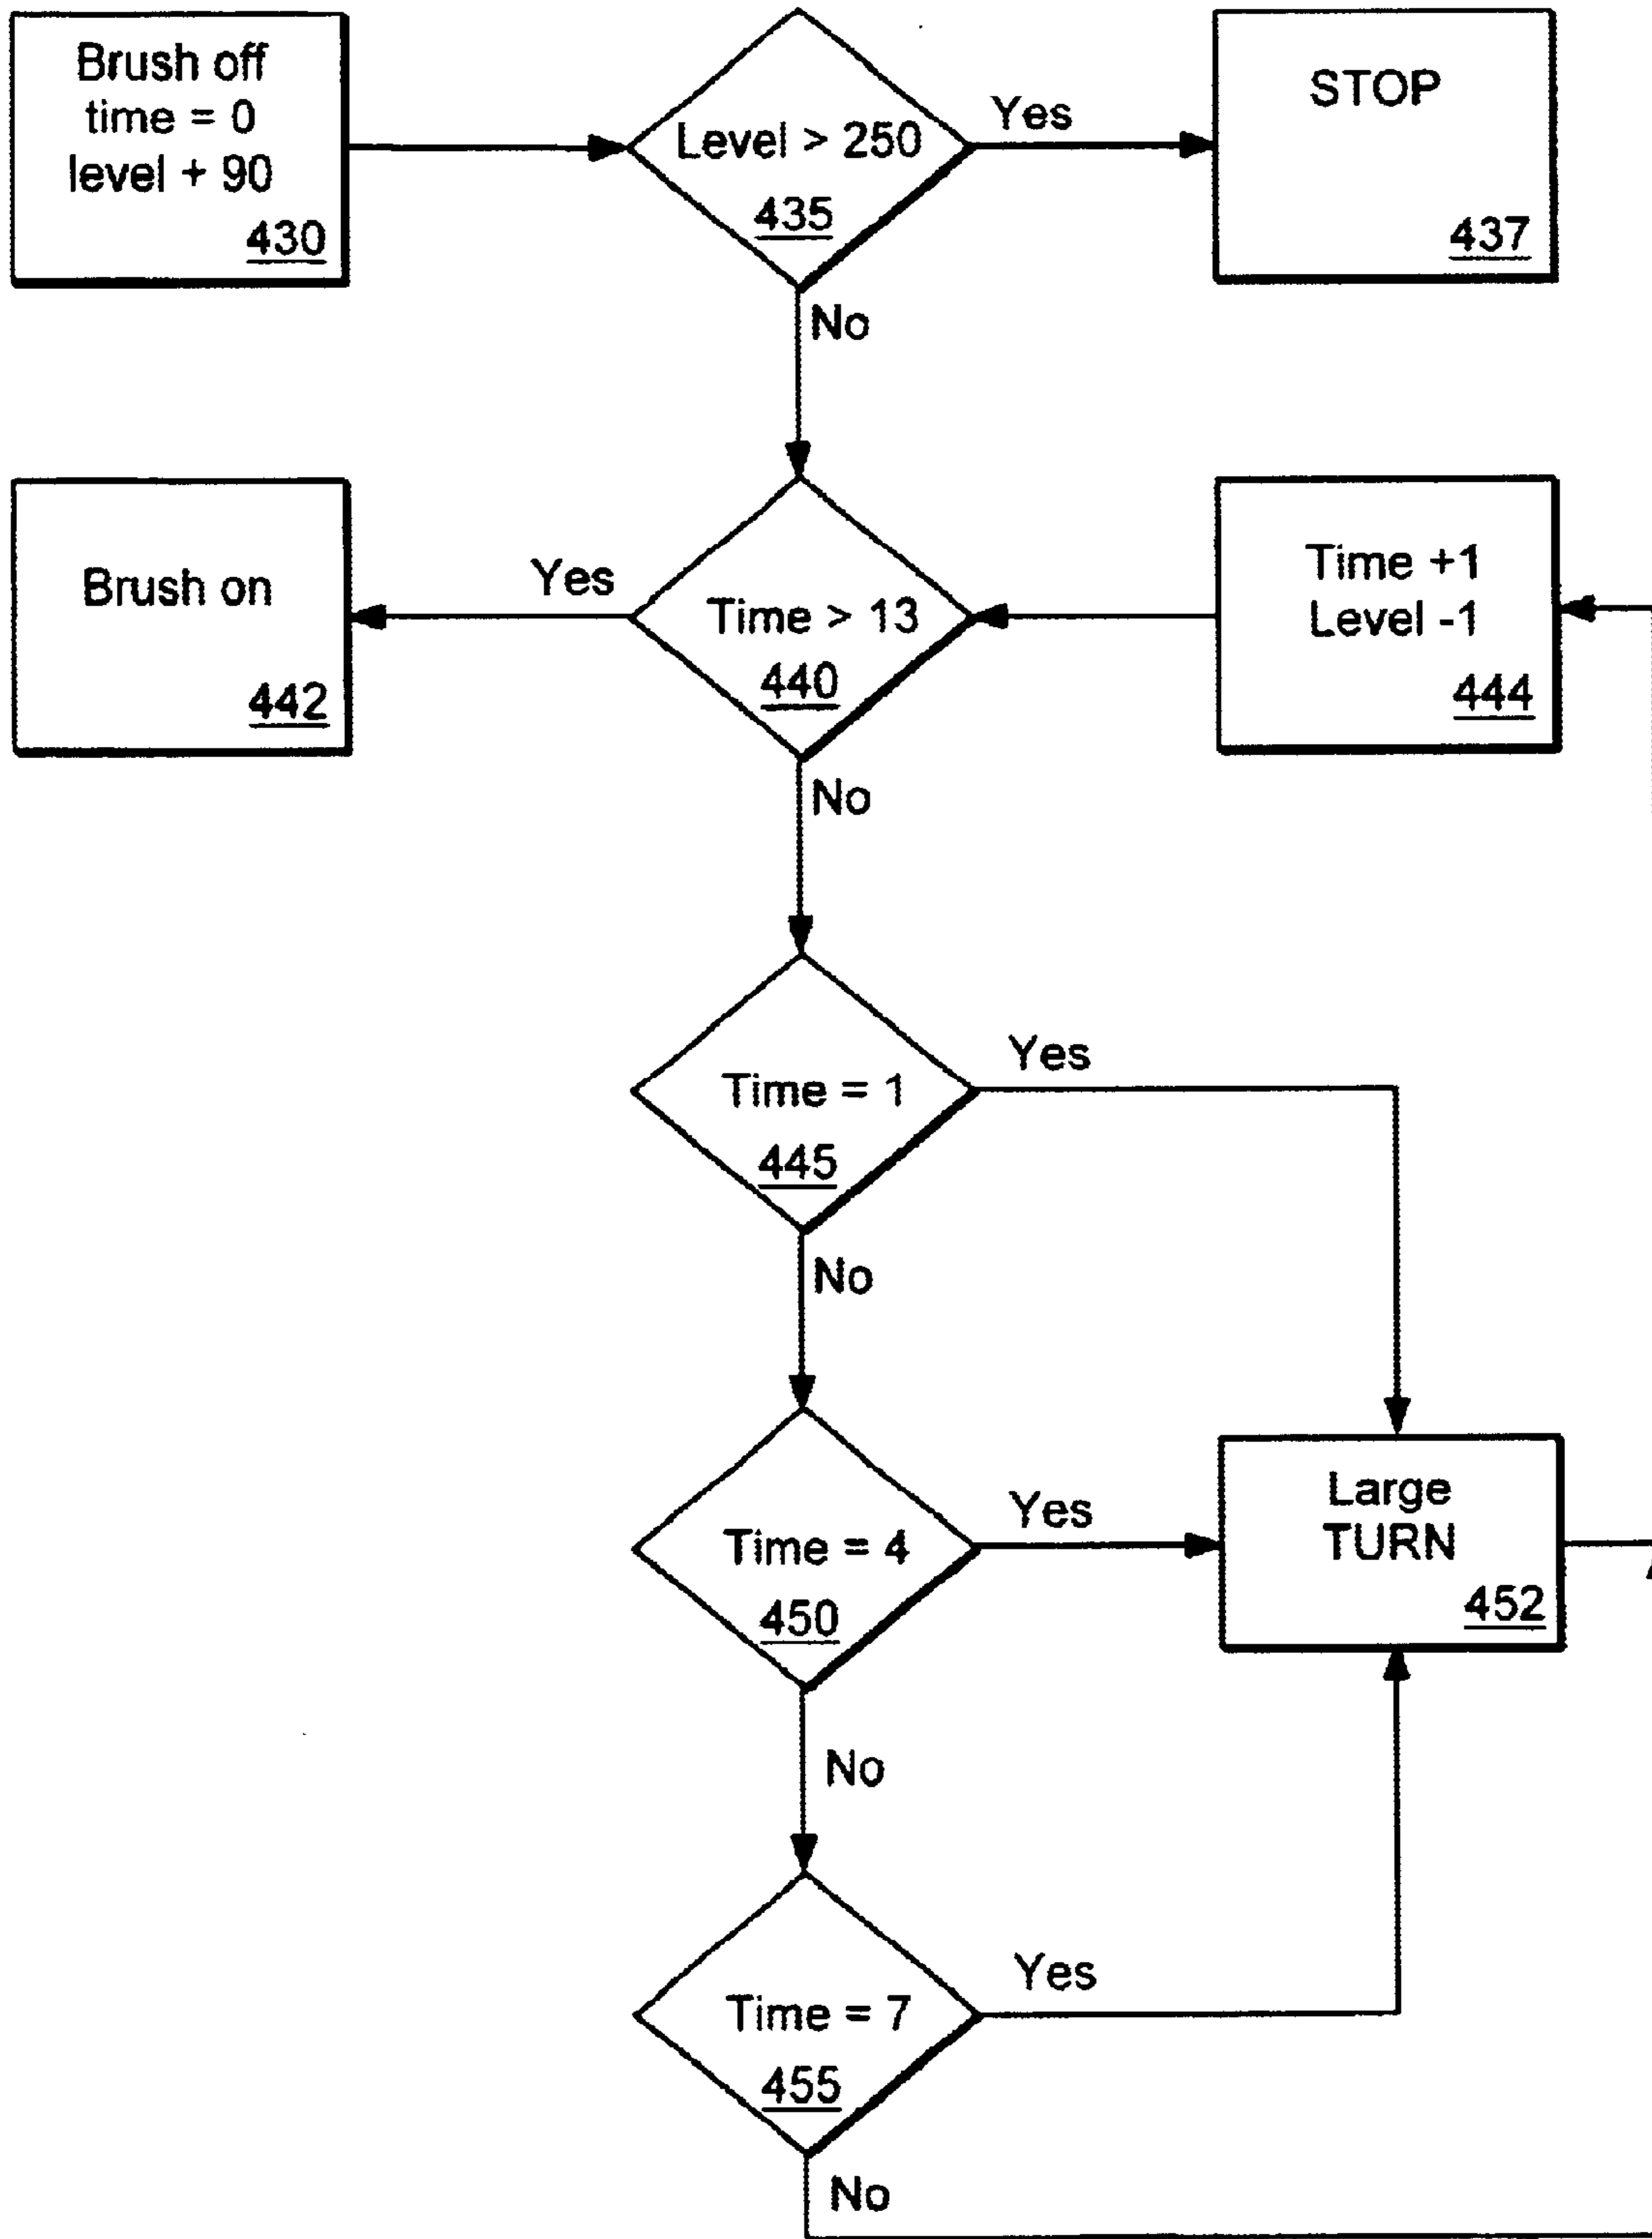 Brush off
time = 0
level + 90
430
Level > 250
435
Yes
STOP
437
No
Brush on
442
Yes
Time > 13
440
Time +1
Level -1
444
No
Time = 1
445
Yes
No
Time = 4
450
Yes
Large
TURN
452
No
Time = 7
455
Yes
No